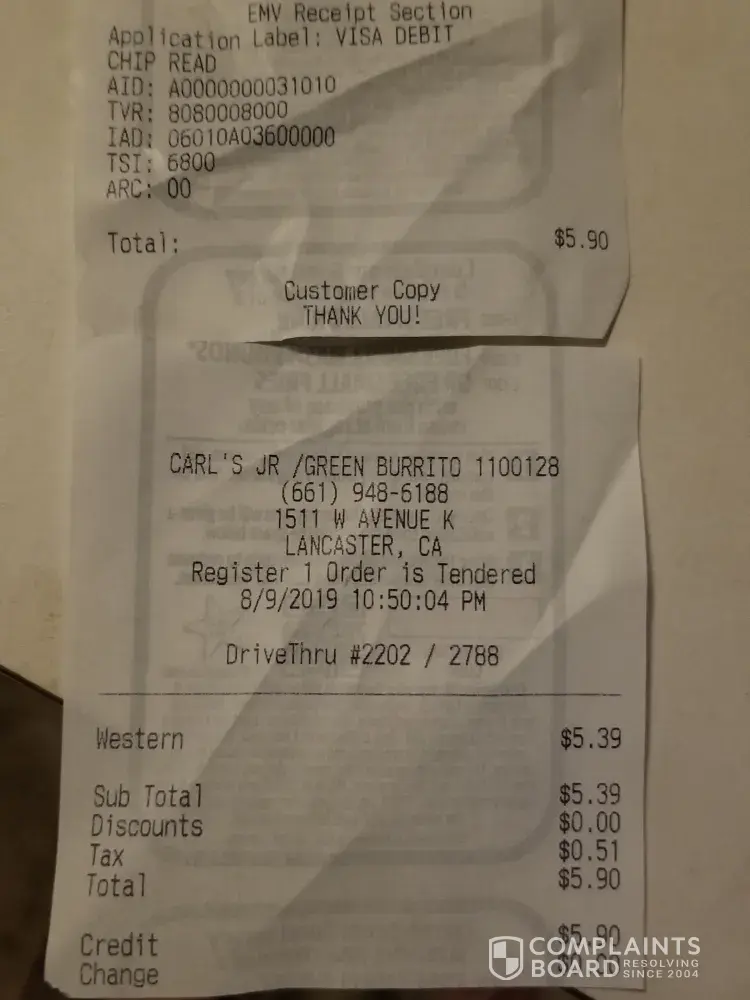 EMV Receipt Section
Application Label: VISA DEBIT
CHIP READ
AID: A0000000031010
TVR: 8080008000
IAD: 06010A03600000
TSI: 6800
ARC: 00
Total: $5.90
Customer Copy
THANK YOU!
CARL'S JR /GREEN BURRITO 1100128
(661) 948-6188
1511 W AVENUE K
LANCASTER, CA
Register 1 Order is Tendered
8/9/2019 10:50:04 PM
DriveThru #2202 / 2788
Western $5.39
Sub Total $5.39
Discounts $0.00
Tax $0.51
Total $5.90
Credit $5.90
Change
COMPLAINTS
BOARD RESOLVING
SINCE 2004